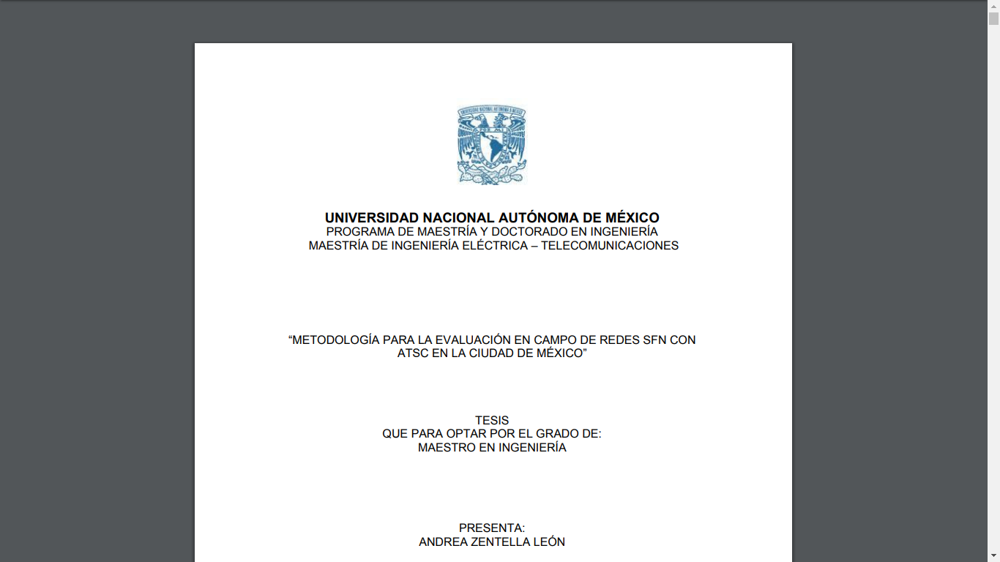 UNIVERSIDAD NACIONAL AUTÓNOMA DE MÉXICO
PROGRAMA DE MAESTRÍA Y DOCTORADO EN INGENIERÍA
MAESTRÍA DE INGENIERÍA ELÉCTRICA – TELECOMUNICACIONES
“METODOLOGÍA PARA LA EVALUACIÓN EN CAMPO DE REDES SFN CON
ATSC EN LA CIUDAD DE MÉXICO”
TESIS
QUE PARA OPTAR POR EL GRADO DE:
MAESTRO EN INGENIERÍA
PRESENTA:
ANDREA ZENTELLA LEÓN